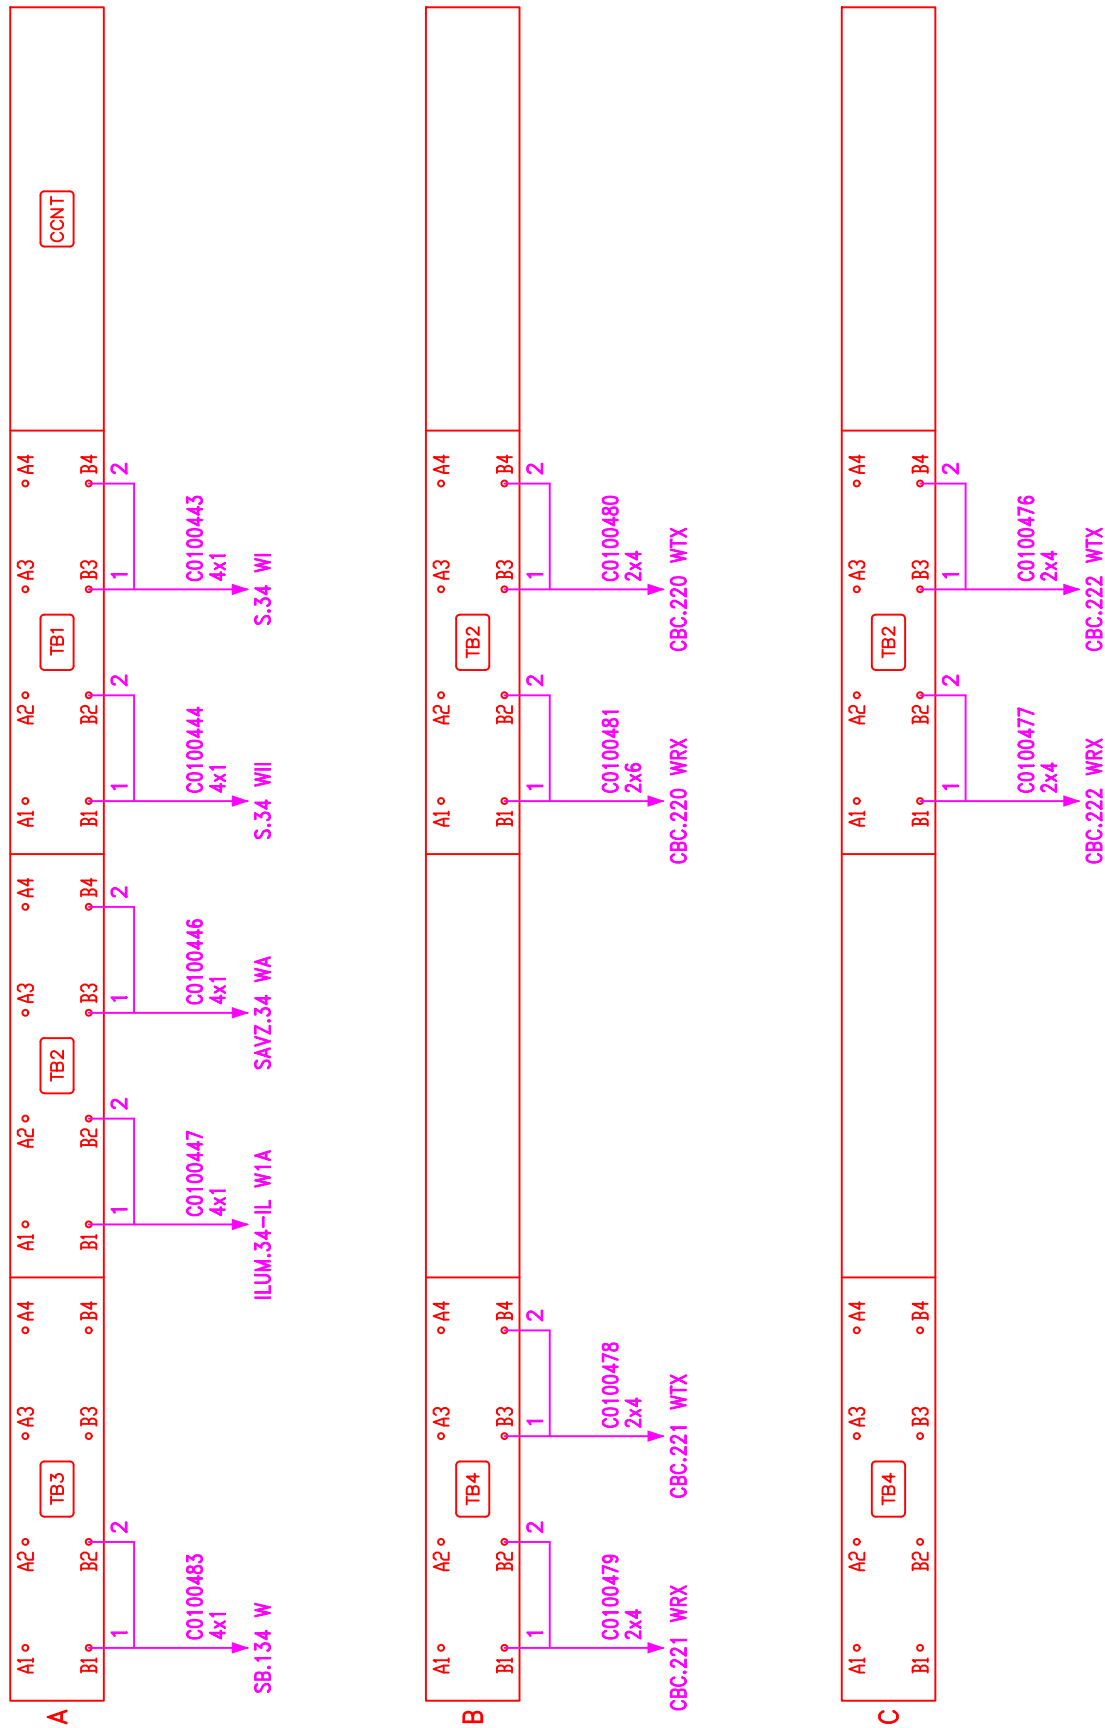 A
TB3
A1
A2
A3
A4
B1
B2
B3
B4
1
2
C0100483
4x1
SB.134 W
TB2
A1
A2
A3
A4
B1
B2
B3
B4
1
2
1
2
C0100447
4x1
ILUM.34-IL W1A
C0100446
4x1
SAVZ.34 WA
TB1
A1
A2
A3
A4
B1
B2
B3
B4
1
2
1
2
C0100444
4x1
S.34 WII
C0100443
4x1
S.34 WI
CCNT
B
TB4
A1
A2
A3
A4
B1
B2
B3
B4
1
2
1
2
C0100479
2x4
CBC.221 WRX
C0100478
2x4
CBC.221 WTX
TB2
A1
A2
A3
A4
B1
B2
B3
B4
1
2
1
2
C0100481
2x6
CBC.220 WRX
C0100480
2x4
CBC.220 WTX
C
TB4
A1
A2
A3
A4
B1
B2
B3
B4
TB2
A1
A2
A3
A4
B1
B2
B3
B4
1
2
1
2
C0100477
2x4
CBC.222 WRX
C0100476
2x4
CBC.222 WTX